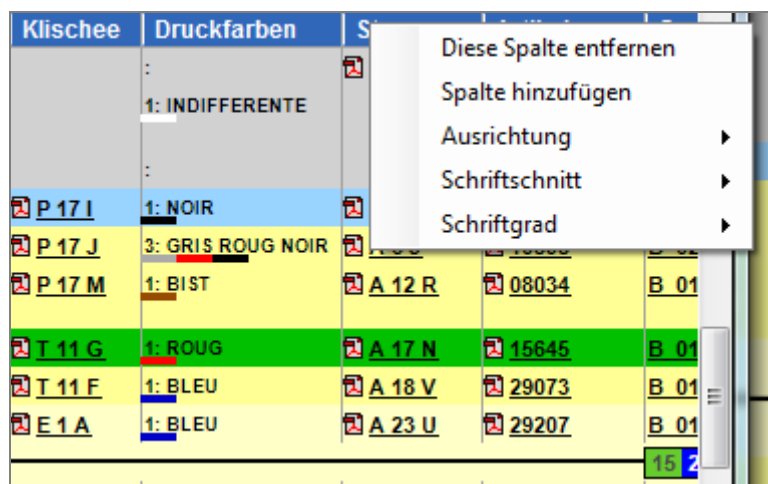 Klischee Druckfarben
Diese Spalte entfernen
Spalte hinzufügen
Ausrichtung
Schriftschnitt
Schriftgrad
:
1: INDIFFERENTE
:
P 17 I 1: NOIR
P 17 J 3: GRIS ROUG NOIR
P 17 M 1: BIST A 12 R 08034 B 01
T 11 G 1: ROUG A 17 N 15645 B 01
T 11 F 1: BLEU A 18 V 29073 B 01
E 1 A 1: BLEU A 23 U 29207 B 01
15 2